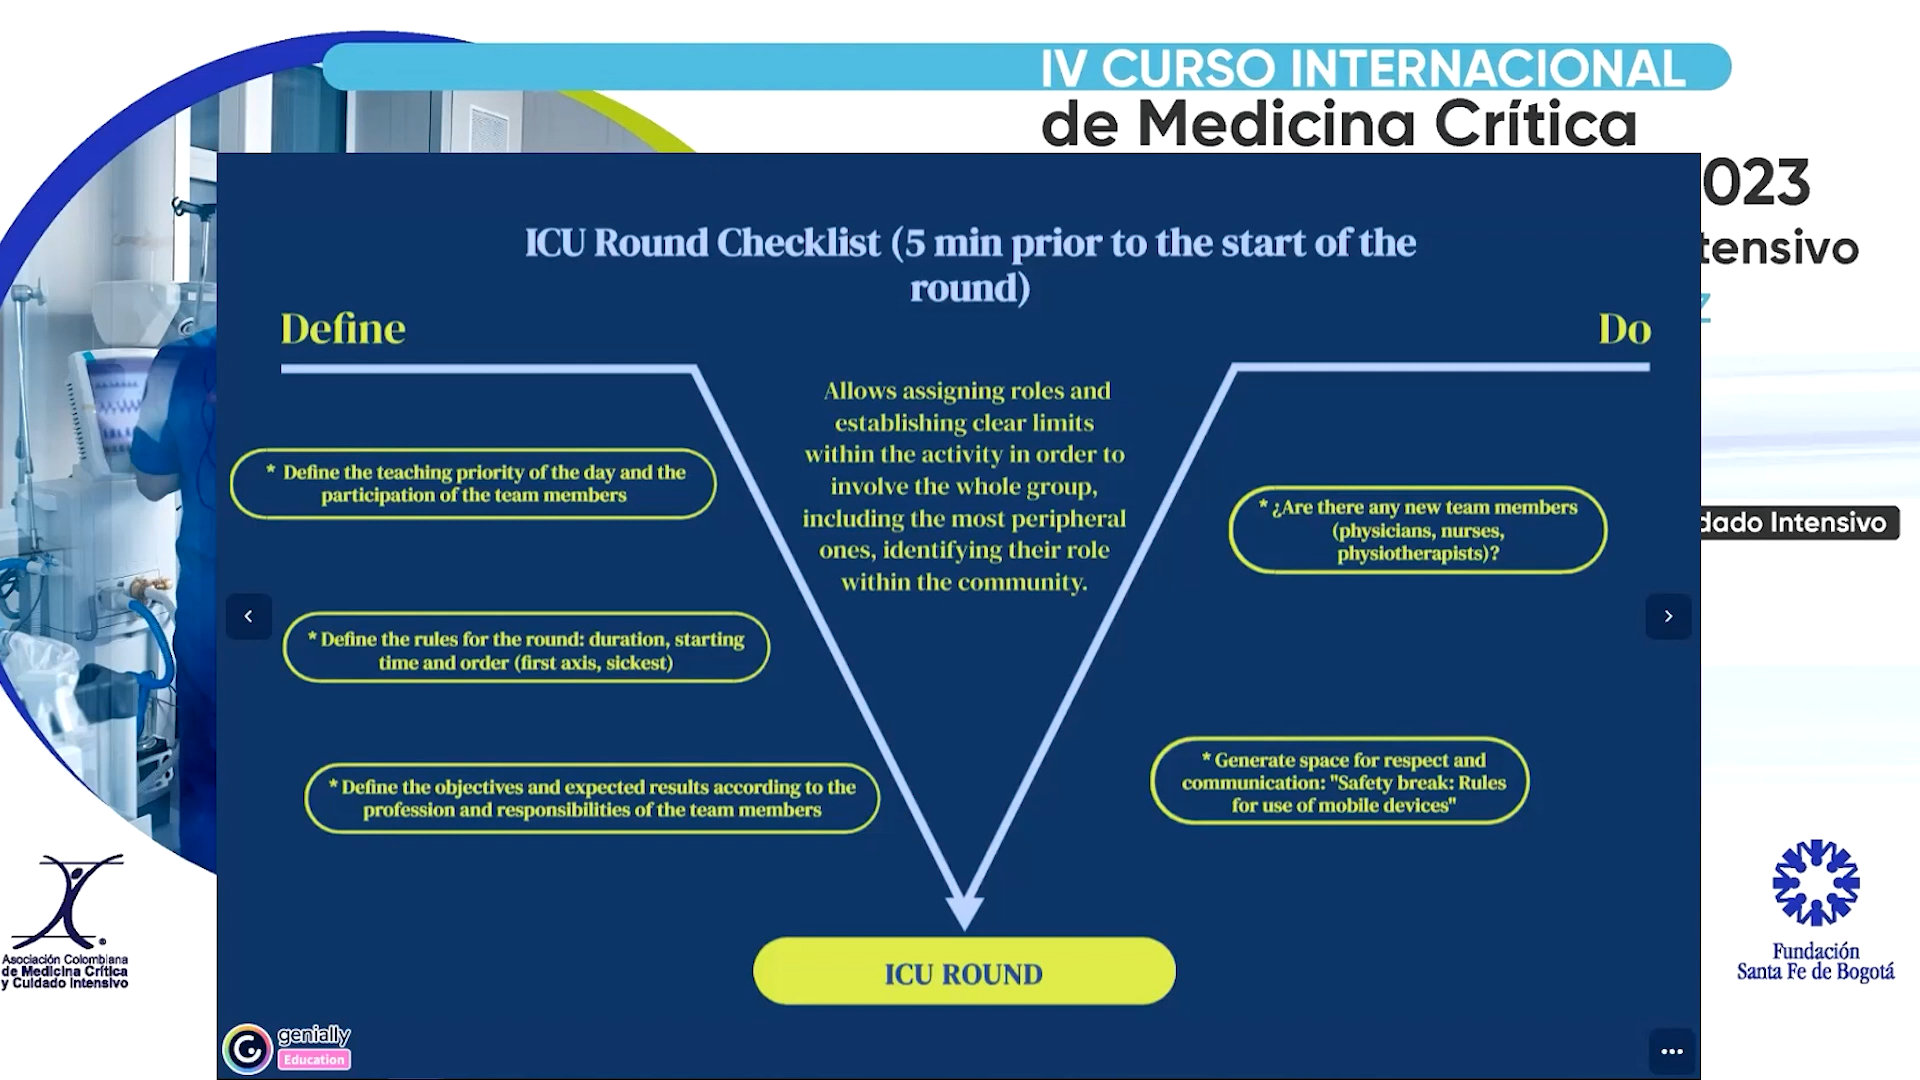 IV CURSO INTERNACIONAL
de Medicina Crítica
023
tensivo
ICU Round Checklist (5 min prior to the start of the
round)
Define
Do
Allows assigning roles and
establishing clear limits
within the activity in order to
involve the whole group,
including the most peripheral
ones, identifying their role
within the community.
* Define the teaching priority of the day and the
participation of the team members
* Define the rules for the round: duration, starting
time and order (first axis, sickest)
* Define the objectives and expected results according to the
profession and responsibilities of the team members
* ¿Are there any new team members
(physicians, nurses,
physiotherapists)?
* Generate space for respect and
communication: "Safety break: Rules
for use of mobile devices"
ICU ROUND
dado Intensivo
Asociación Colombiana
de Medicina Crítica
y Cuidado Intensivo
Fundación
Santa Fe de Bogotá
genially
Education